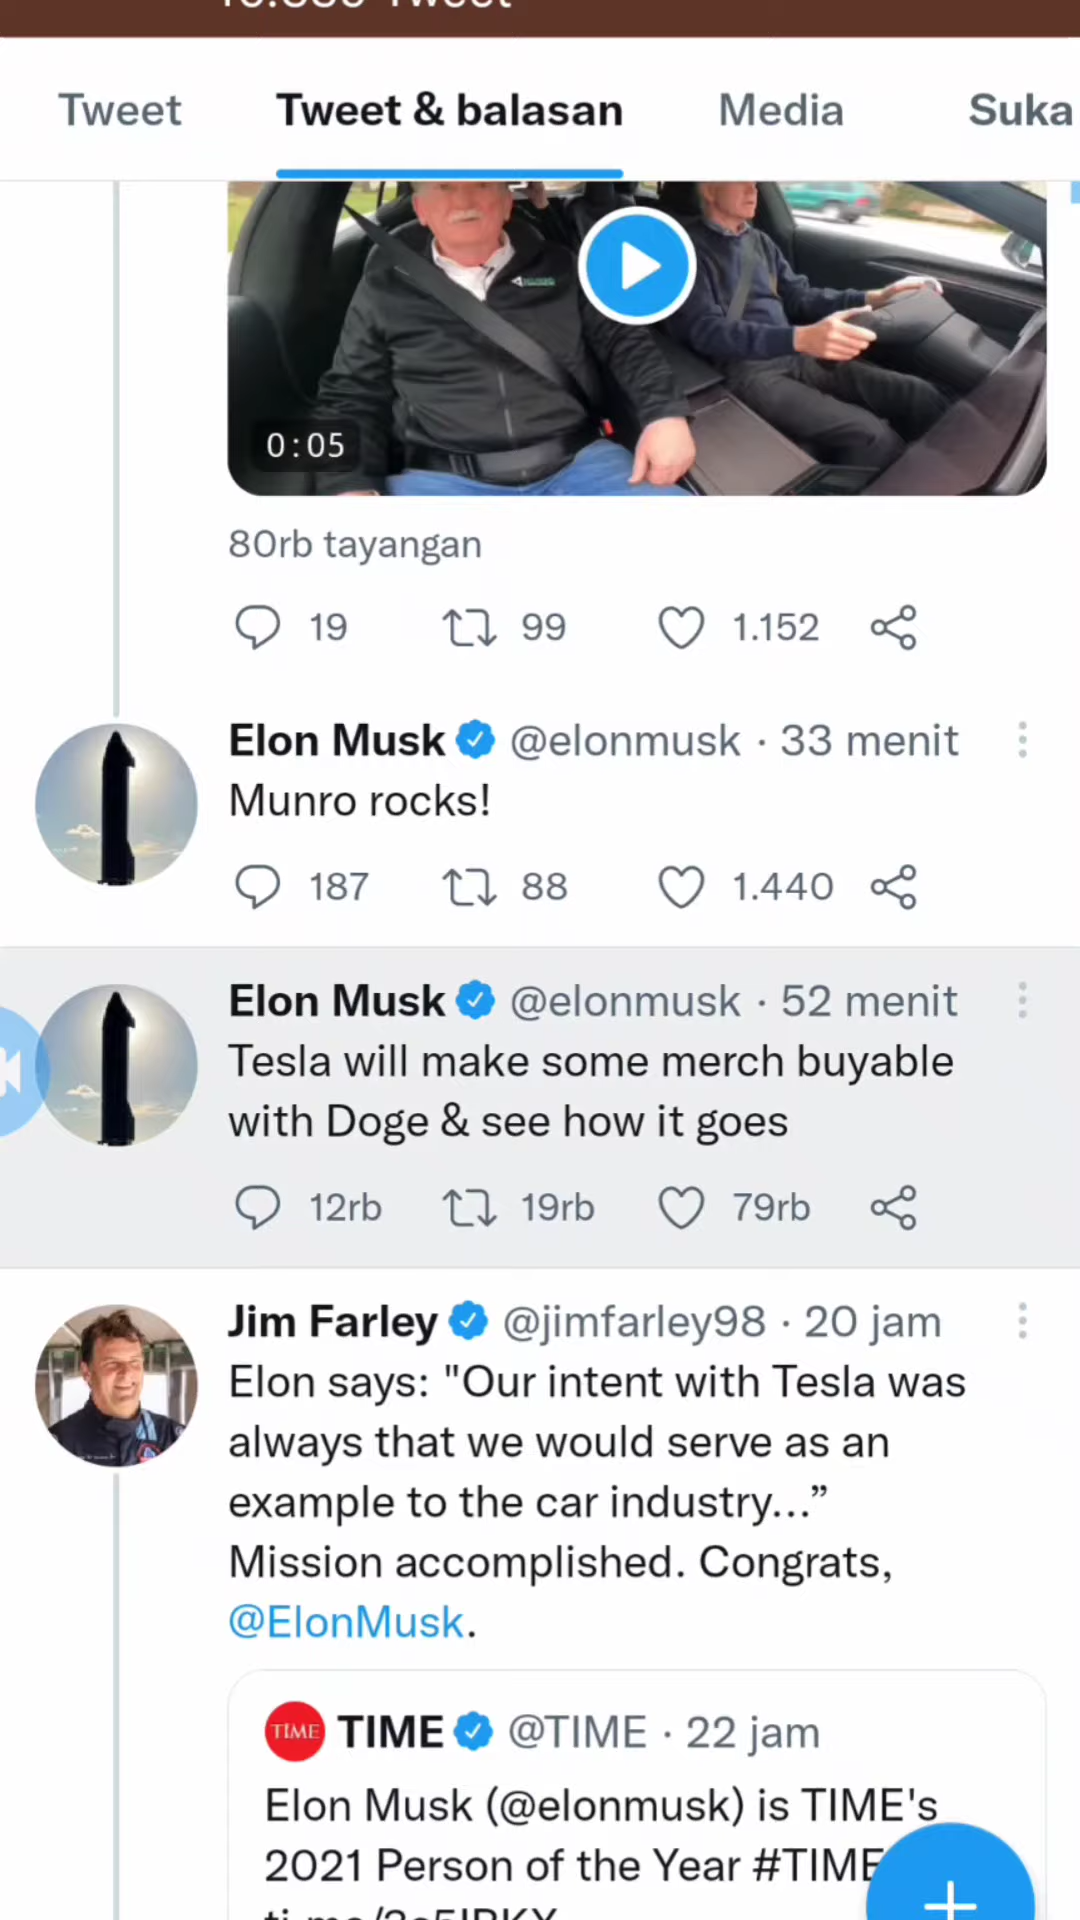 Tweet
Tweet & balasan
Media
Suka
0:05
80rb tayangan
19
99
1.152
Elon Musk @elonmusk · 33 menit
Munro rocks!
187
88
1.440
Elon Musk @elonmusk · 52 menit
Tesla will make some merch buyable
with Doge & see how it goes
12rb
19rb
79rb
Jim Farley @jimfarley98 · 20 jam
Elon says: "Our intent with Tesla was
always that we would serve as an
example to the car industry...”
Mission accomplished. Congrats,
@ElonMusk.
TIME
TIME @TIME · 22 jam
Elon Musk (@elonmusk) is TIME's
2021 Person of the Year #TIME